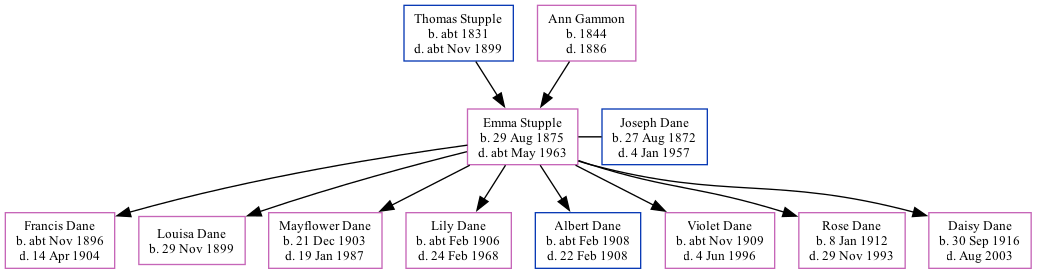 Thomas Stupple
b. abt 1831
d. abt Nov 1899
Ann Gammon
b. 1844
d. 1886
Emma Stupple
b. 29 Aug 1875
d. abt May 1963
Joseph Dane
b. 27 Aug 1872
d. 4 Jan 1957
Francis Dane
b. abt Nov 1896
d. 14 Apr 1904
Louisa Dane
b. 29 Nov 1899
Mayflower Dane
b. 21 Dec 1903
d. 19 Jan 1987
Lily Dane
b. abt Feb 1906
d. 24 Feb 1968
Albert Dane
b. abt Feb 1908
d. 22 Feb 1908
Violet Dane
b. abt Nov 1909
d. 4 Jun 1996
Rose Dane
b. 8 Jan 1912
d. 29 Nov 1993
Daisy Dane
b. 30 Sep 1916
d. Aug 2003